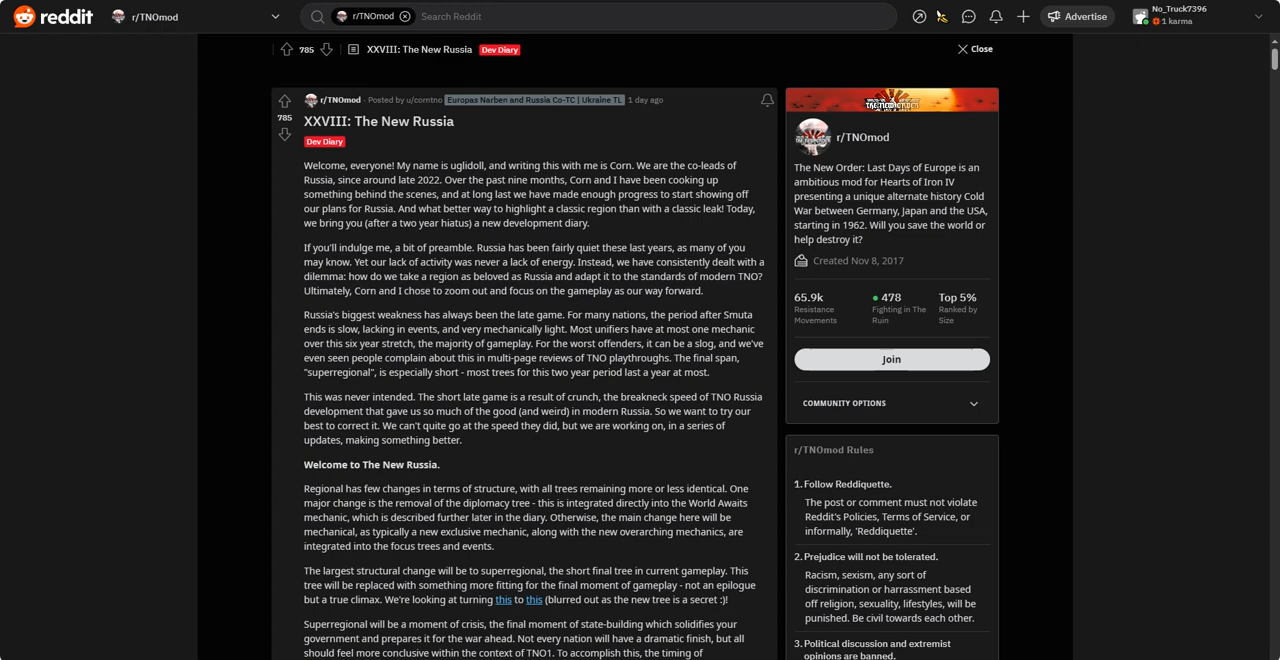 reddit
r/TNOmod
r/TNOmod
Search Reddit
Advertise
No_Truck7396
1 karma
785
XXVIII: The New Russia
Dev Diary
Close
r/TNOmod · Posted by u/corntno Europas Narben and Russia Co-TC | Ukraine TL 1 day ago
785
XXVIII: The New Russia
Dev Diary
Welcome, everyone! My name is uglidoll, and writing this with me is Corn. We are the co-leads of
Russia, since around late 2022. Over the past nine months, Corn and I have been cooking up
something behind the scenes, and at long last we have made enough progress to start showing off
our plans for Russia. And what better way to highlight a classic region than with a classic leak! Today,
we bring you (after a two year hiatus) a new development diary.
If you'll indulge me, a bit of preamble. Russia has been fairly quiet these last years, as many of you
may know. Yet our lack of activity was never a lack of energy. Instead, we have consistently dealt with a
dilemma: how do we take a region as beloved as Russia and adapt it to the standards of modern TNO?
Ultimately, Corn and I chose to zoom out and focus on the gameplay as our way forward.
Russia's biggest weakness has always been the late game. For many nations, the period after Smuta
ends is slow, lacking in events, and very mechanically light. Most unifiers have at most one mechanic
over this six year stretch, the majority of gameplay. For the worst offenders, it can be a slog, and we've
even seen people complain about this in multi-page reviews of TNO playthroughs. The final span,
"superregional", is especially short - most trees for this two year period last a year at most.
This was never intended. The short late game is a result of crunch, the breakneck speed of TNO Russia
development that gave us so much of the good (and weird) in modern Russia. So we want to try our
best to correct it. We can't quite go at the speed they did, but we are working on, in a series of
updates, making something better.
Welcome to The New Russia.
Regional has few changes in terms of structure, with all trees remaining more or less identical. One
major change is the removal of the diplomacy tree - this is integrated directly into the World Awaits
mechanic, which is described further later in the diary. Otherwise, the main change here will be
mechanical, as typically a new exclusive mechanic, along with the new overarching mechanics, are
integrated into the focus trees and events.
The largest structural change will be to superregional, the short final tree in current gameplay. This
tree will be replaced with something more fitting for the final moment of gameplay - not an epilogue
but a true climax. We're looking at turning this to this (blurred out as the new tree is a secret :)!
Superregional will be a moment of crisis, the final moment of state-building which solidifies your
government and prepares it for the war ahead. Not every nation will have a dramatic finish, but all
should feel more conclusive within the context of TNO1. To accomplish this, the timing of
r/TNOmod
The New Order: Last Days of Europe is an
ambitious mod for Hearts of Iron IV
presenting a unique alternate history Cold
War between Germany, Japan and the USA,
starting in 1962. Will you save the world or
help destroy it?
Created Nov 8, 2017
65.9k
Resistance
Movements
478
Fighting in The
Ruin
Top 5%
Ranked by
Size
Join
COMMUNITY OPTIONS
r/TNOmod Rules
1. Follow Reddiquette.
The post or comment must not violate
Reddit's Policies, Terms of Service, or
informally, 'Reddiquette'.
2. Prejudice will not be tolerated.
Racism, sexism, any sort of
discrimination or harrassment based
off religion, sexuality, lifestyles, will be
punished. Be civil towards each other.
3. Political discussion and extremist
opinions are banned.